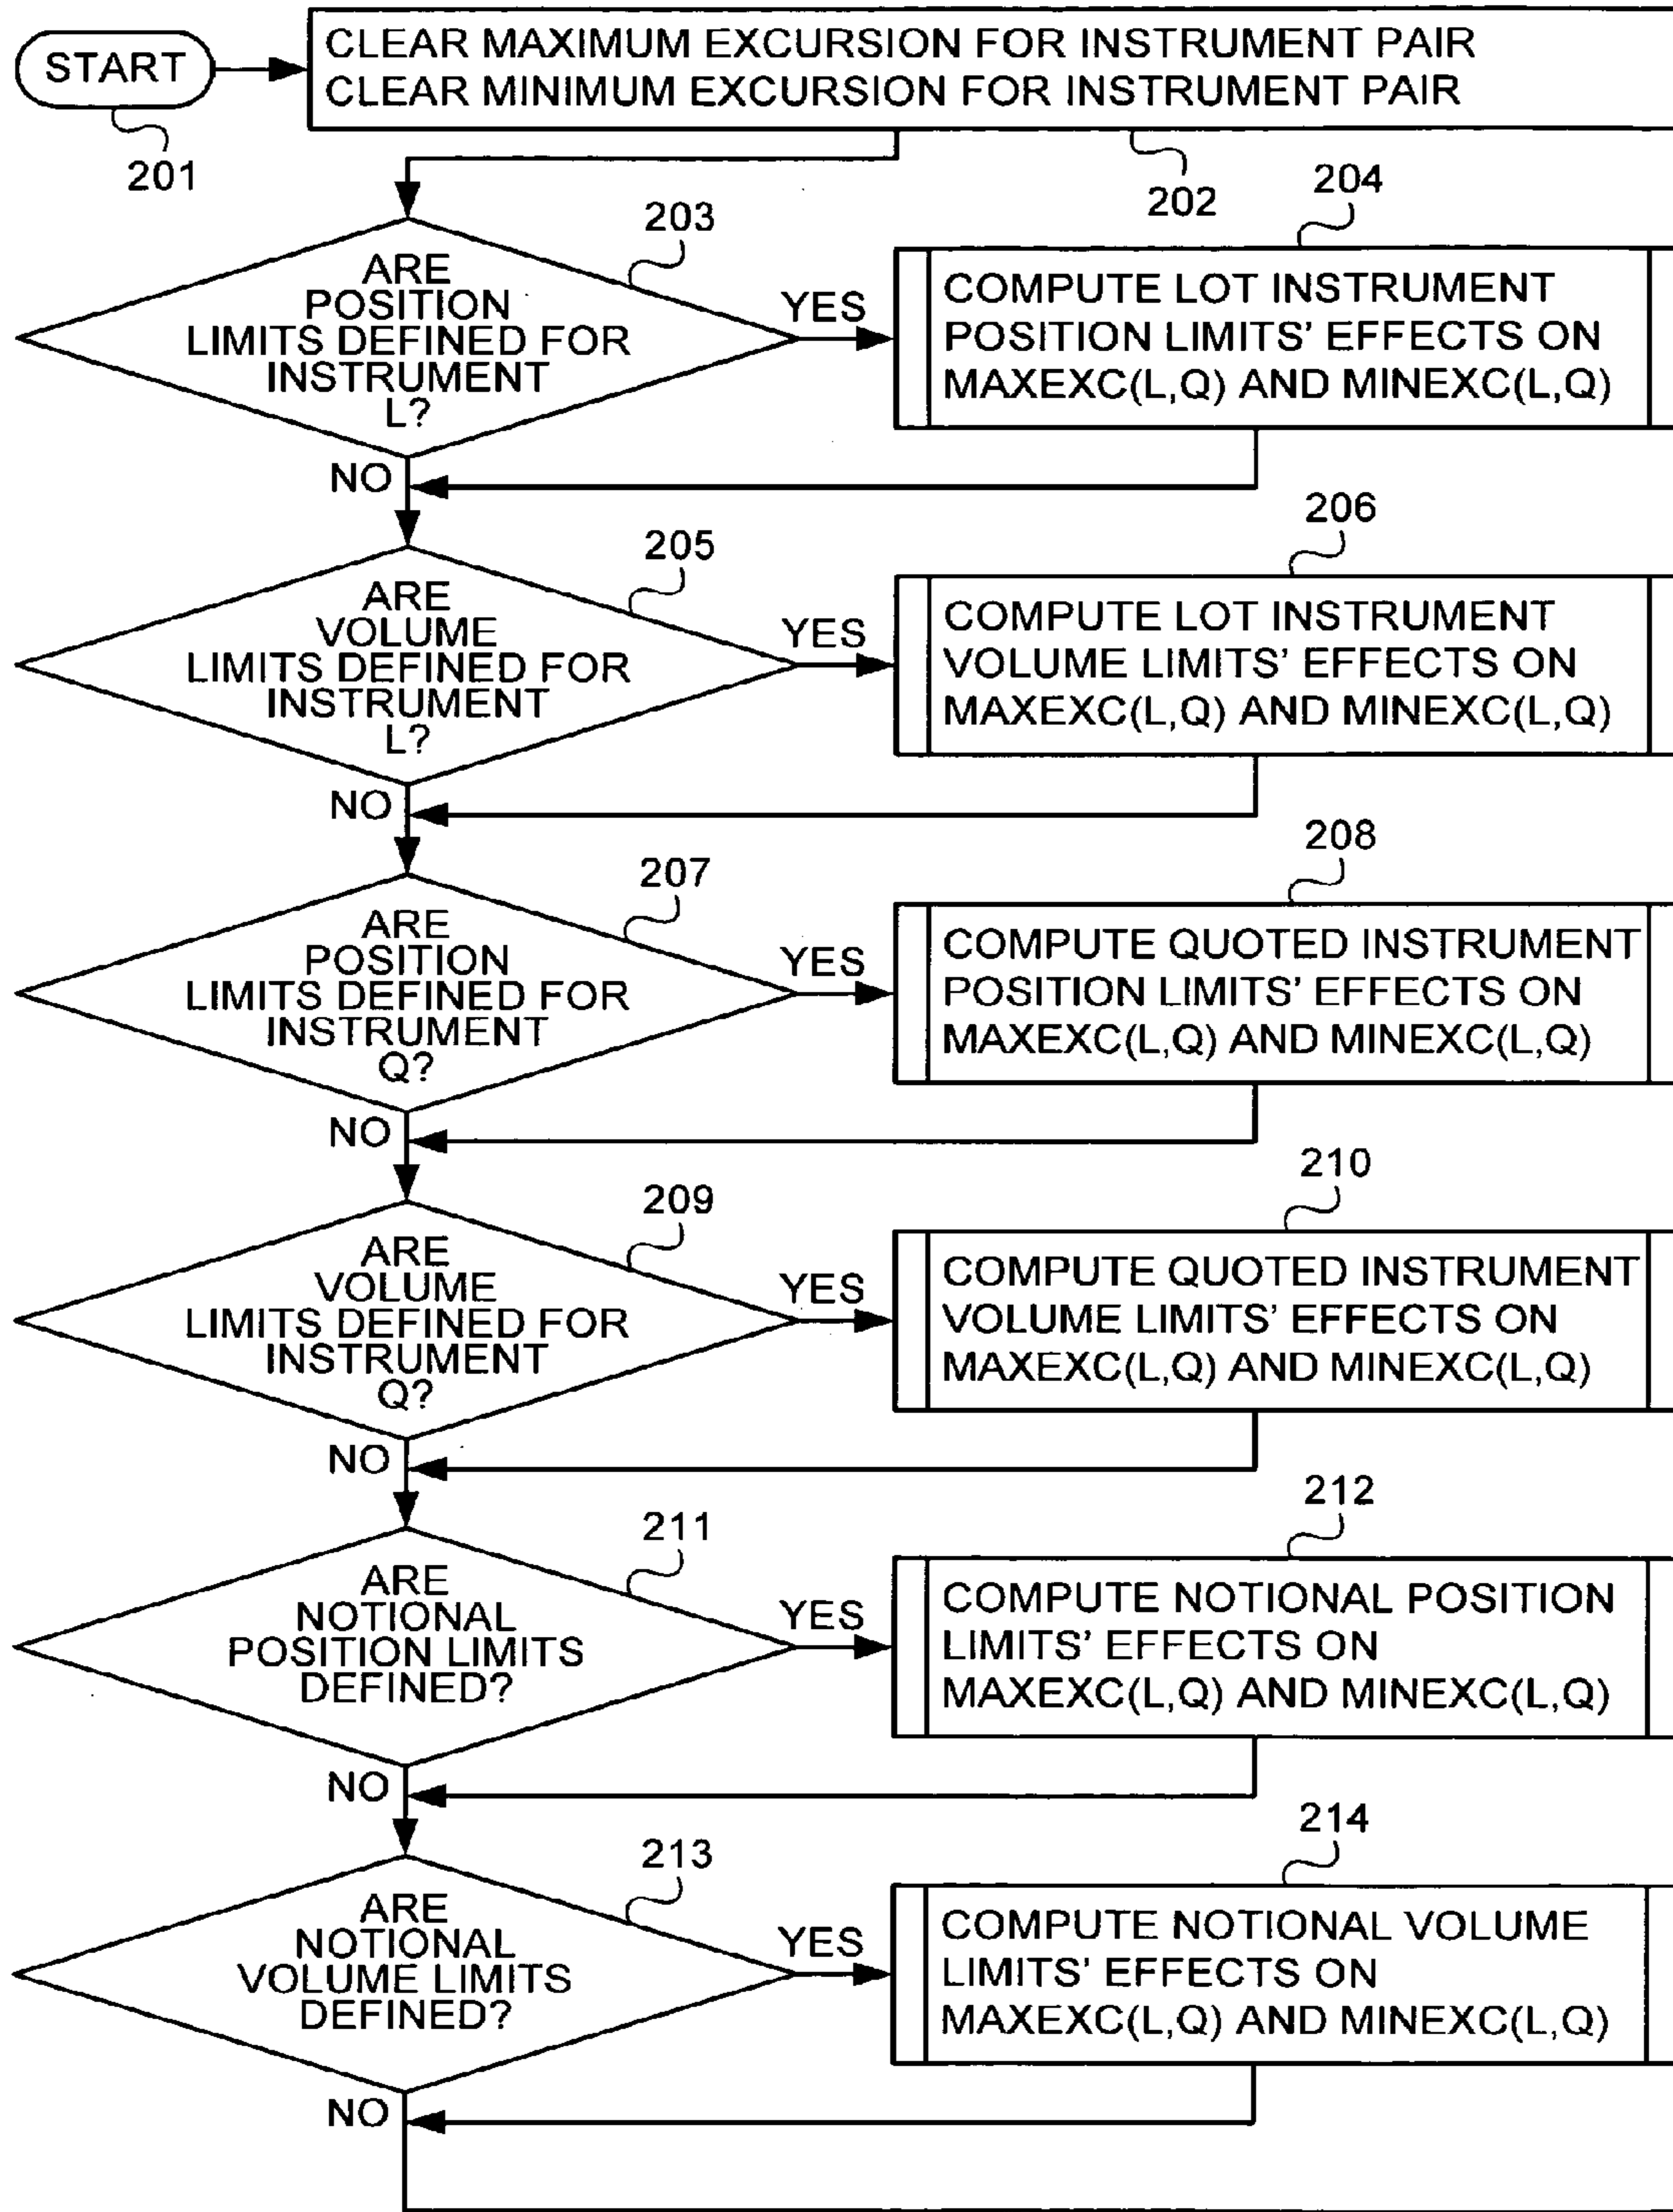 START
CLEAR MAXIMUM EXCURSION FOR INSTRUMENT PAIR
CLEAR MINIMUM EXCURSION FOR INSTRUMENT PAIR
201
202
203
ARE
POSITION
LIMITS DEFINED FOR
INSTRUMENT
L?
YES
NO
204
COMPUTE LOT INSTRUMENT
POSITION LIMITS' EFFECTS ON
MAXEXC(L,Q) AND MINEXC(L,Q)
205
ARE
VOLUME
LIMITS DEFINED FOR
INSTRUMENT
L?
YES
NO
206
COMPUTE LOT INSTRUMENT
VOLUME LIMITS' EFFECTS ON
MAXEXC(L,Q) AND MINEXC(L,Q)
207
ARE
POSITION
LIMITS DEFINED FOR
INSTRUMENT
Q?
YES
NO
208
COMPUTE QUOTED INSTRUMENT
POSITION LIMITS' EFFECTS ON
MAXEXC(L,Q) AND MINEXC(L,Q)
209
ARE
VOLUME
LIMITS DEFINED FOR
INSTRUMENT
Q?
YES
NO
210
COMPUTE QUOTED INSTRUMENT
VOLUME LIMITS' EFFECTS ON
MAXEXC(L,Q) AND MINEXC(L,Q)
211
ARE
NOTIONAL
POSITION LIMITS
DEFINED?
YES
NO
212
COMPUTE NOTIONAL POSITION
LIMITS' EFFECTS ON
MAXEXC(L,Q) AND MINEXC(L,Q)
213
ARE
NOTIONAL
VOLUME LIMITS
DEFINED?
YES
NO
214
COMPUTE NOTIONAL VOLUME
LIMITS' EFFECTS ON
MAXEXC(L,Q) AND MINEXC(L,Q)